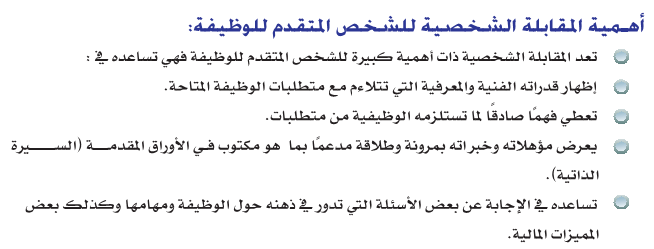 أهمية المقابلة الشخصية للشخص المتقدم للوظيفة:
تعد المقابلة الشخصية ذات أهمية كبيرة للشخص المتقدم للوظيفة فهي تساعده في :
إظهار قدراته الفنية والمعرفية التي تتلاءم مع متطلبات الوظيفة المتاحة.
تعطي فهمًا صادقًا لما تستلزمه الوظيفية من متطلبات.
يعرض مؤهلاته وخبراته بمرونة وطلاقة مدعمًا بما هو مكتوب في الأوراق المقدمة (السيرة
الذاتية).
تساعده في الإجابة عن بعض الأسئلة التي تدور في ذهنه حول الوظيفة ومهامها وكذلك بعض
المميزات المالية.